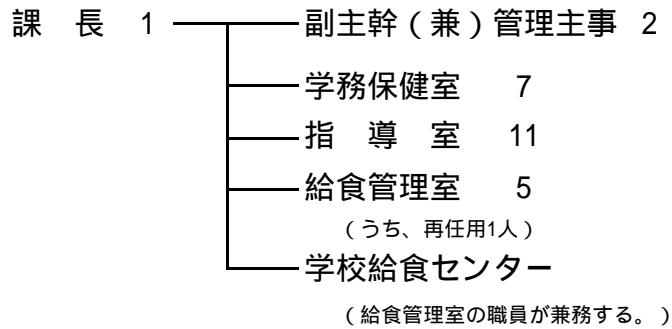 課　長　1　副主幹（兼）管理主事　2
学務保健室　7
指　導　室　11
給食管理室　5
（うち、再任用1人）
学校給食センター
（給食管理室の職員が兼務する。）